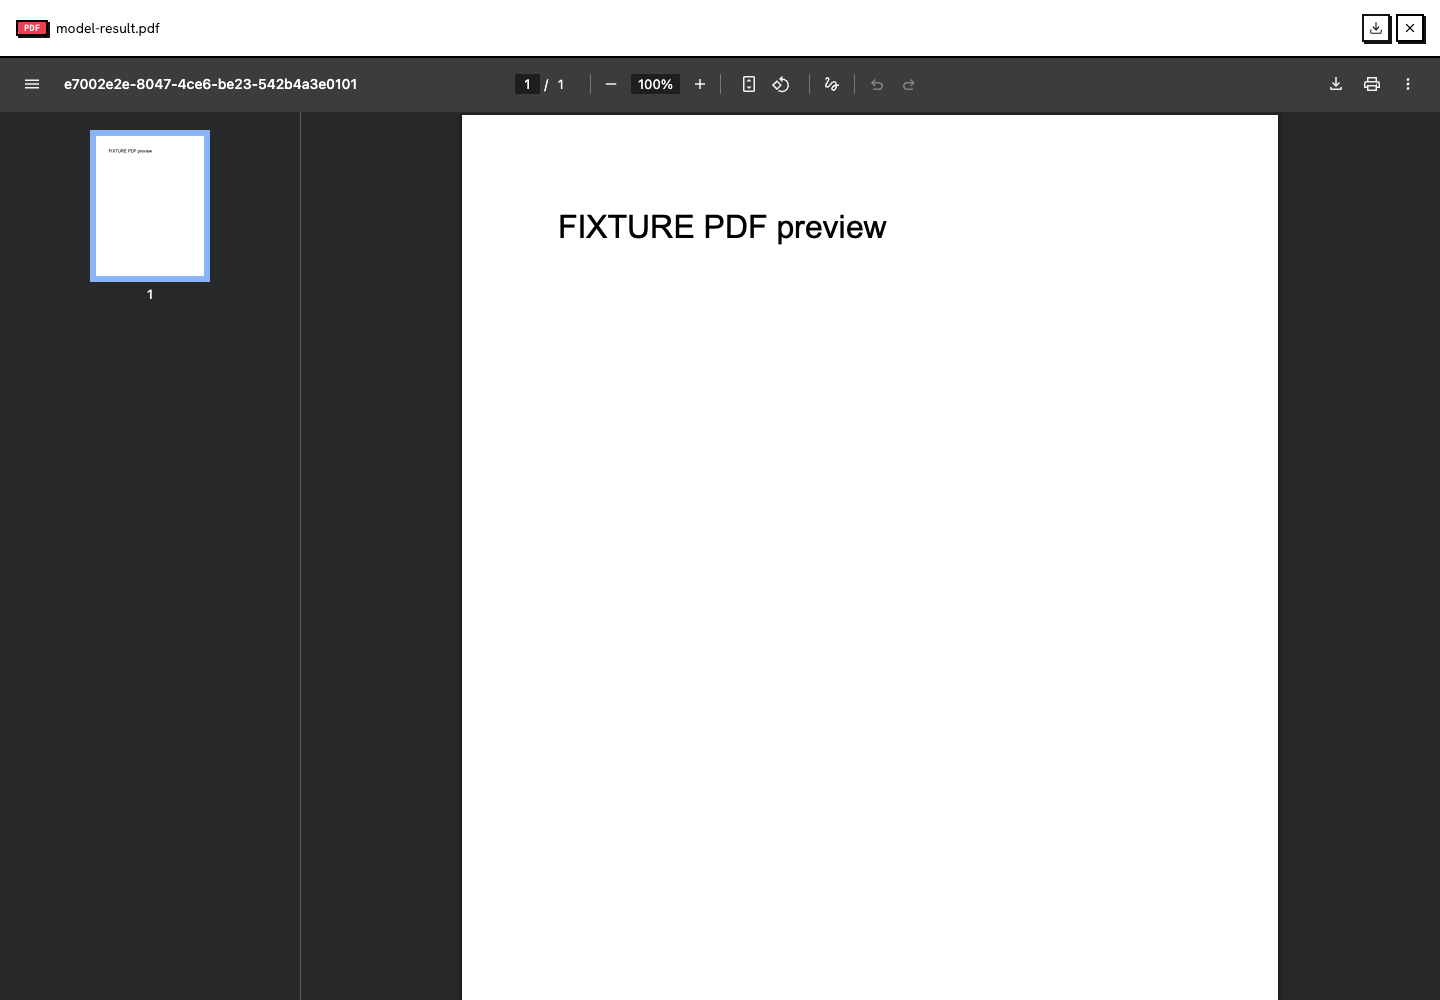 PDF model-result.pdf
e7002e2e-8047-4ce6-be23-542b4a3e0101 1 / 1 100%
FIXTURE PDF preview
1
FIXTURE PDF preview